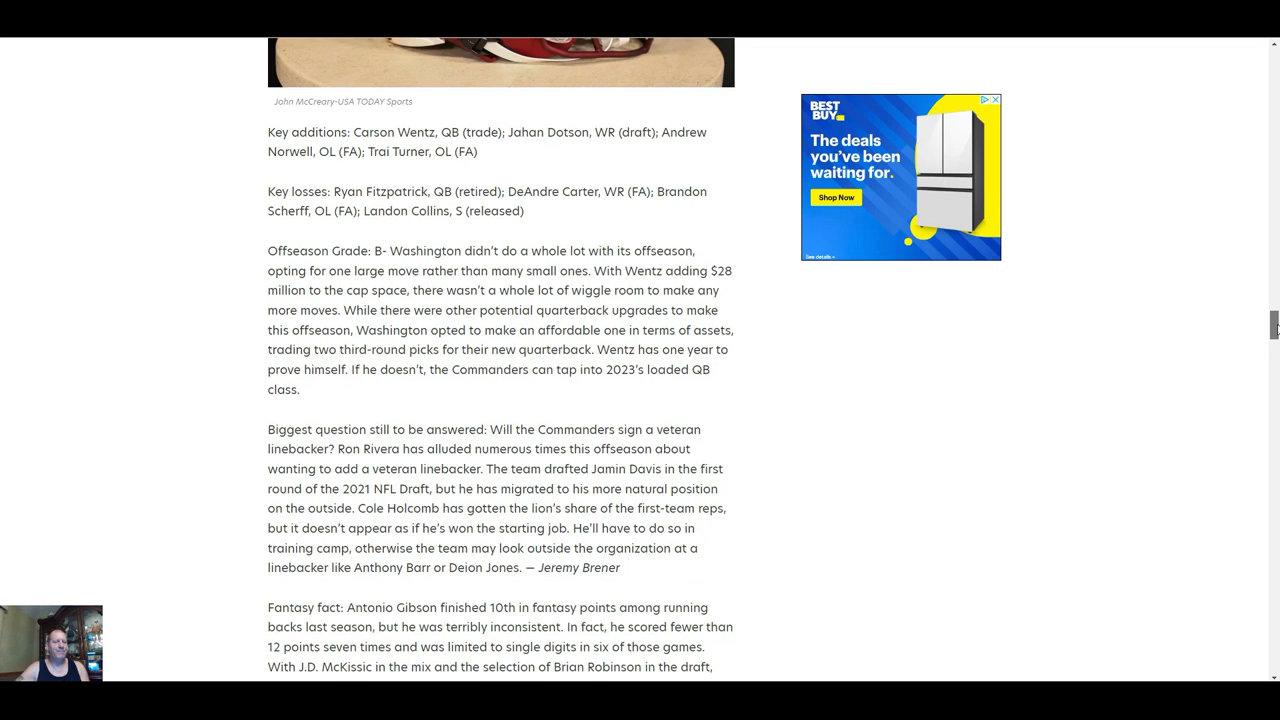 John McCreary-USA TODAY Sports
Key additions: Carson Wentz, QB (trade); Jahan Dotson, WR (draft); Andrew
Norwell, OL (FA); Trai Turner, OL (FA)
Key losses: Ryan Fitzpatrick, QB (retired); DeAndre Carter, WR (FA); Brandon
Scherff, OL (FA); Landon Collins, S (released)
Offseason Grade: B- Washington didn’t do a whole lot with its offseason,
opting for one large move rather than many small ones. With Wentz adding $28
million to the cap space, there wasn’t a whole lot of wiggle room to make any
more moves. While there were other potential quarterback upgrades to make
this offseason, Washington opted to make an affordable one in terms of assets,
trading two third-round picks for their new quarterback. Wentz has one year to
prove himself. If he doesn’t, the Commanders can tap into 2023’s loaded QB
class.
Biggest question still to be answered: Will the Commanders sign a veteran
linebacker? Ron Rivera has alluded numerous times this offseason about
wanting to add a veteran linebacker. The team drafted Jamin Davis in the first
round of the 2021 NFL Draft, but he has migrated to his more natural position
on the outside. Cole Holcomb has gotten the lion’s share of the first-team reps,
but it doesn’t appear as if he’s won the starting job. He’ll have to do so in
training camp, otherwise the team may look outside the organization at a
linebacker like Anthony Barr or Deion Jones. — Jeremy Brener
Fantasy fact: Antonio Gibson finished 10th in fantasy points among running
backs last season, but he was terribly inconsistent. In fact, he scored fewer than
12 points seven times and was limited to single digits in six of those games.
With J.D. McKissic in the mix and the selection of Brian Robinson in the draft,
BEST
BUY
The deals
you’ve been
waiting for.
Shop Now
See details